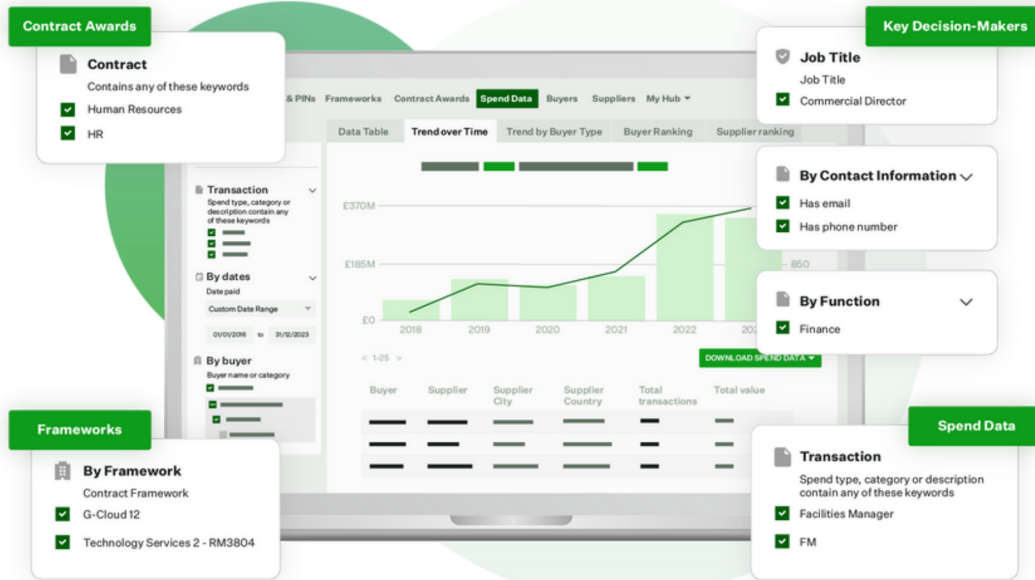 Contract Awards
Contract
Contains any of these keywords
Human Resources
HR
Key Decision-Makers
Job Title
Job Title
Commercial Director
By Contact Information
Has email
Has phone number
By Function
Finance
& PINs Frameworks Contract Awards Spend Data Buyers Suppliers My Hub
Data Table Trend over Time Trend by Buyer Type Buyer Ranking Supplier ranking
Transaction
Spend type, category or
description contain any
of these keywords
By dates
Date paid
Custom Date Range
01/01/2016 to 31/12/2023
By buyer
Buyer name or category
£370M
£185M
£0
850
2018 2019 2020 2021 2022
< 1-25 >
DOWNLOAD SPEND DATA
Buyer Supplier Supplier City Supplier Country Total transactions Total value
Frameworks
By Framework
Contract Framework
G-Cloud 12
Technology Services 2 - RM3804
Spend Data
Transaction
Spend type, category or description
contain any of these keywords
Facilities Manager
FM